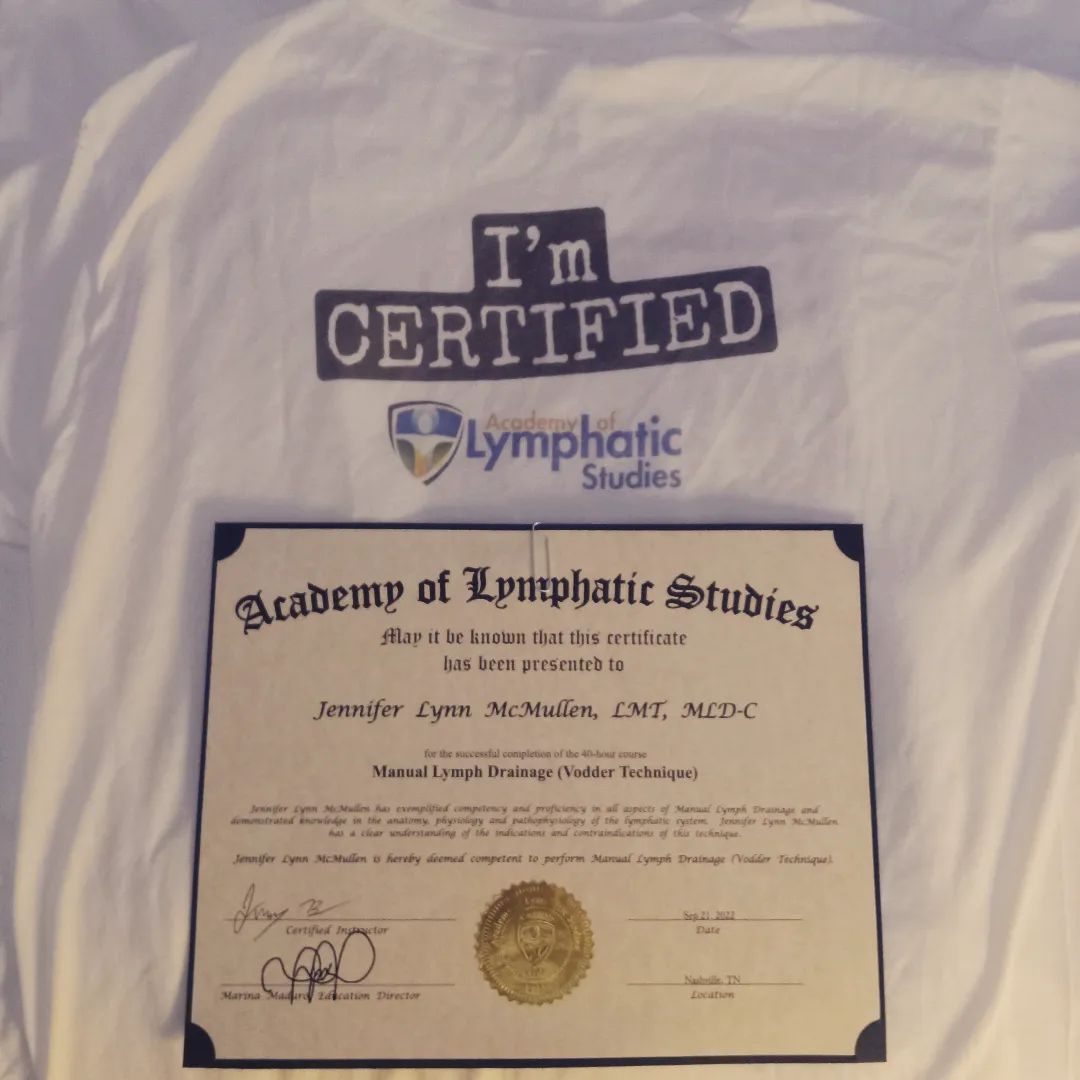 I'm
CERTIFIED
Academy of
Lymphatic
Studies
Academy of Lymphatic Studies
May it be known that this certificate
has been presented to
Jennifer Lynn McMullen, LMT, MLD-C
for the successful completion of the 40-hour course
Manual Lymph Drainage (Vodder Technique)
Jennifer Lynn McMullen has exemplified competency and proficiency in all aspects of Manual Lymph Drainage and
demonstrated knowledge in the anatomy, physiology and pathophysiology of the lymphatic system. Jennifer Lynn McMullen
has a clear understanding of the indications and contraindications of this technique.
Jennifer Lynn McMullen is hereby deemed competent to perform Manual Lymph Drainage (Vodder Technique).
Certified Instructor
Sep 21, 2022
Date
Marina Maduro, Education Director
Nashville, TN
Location